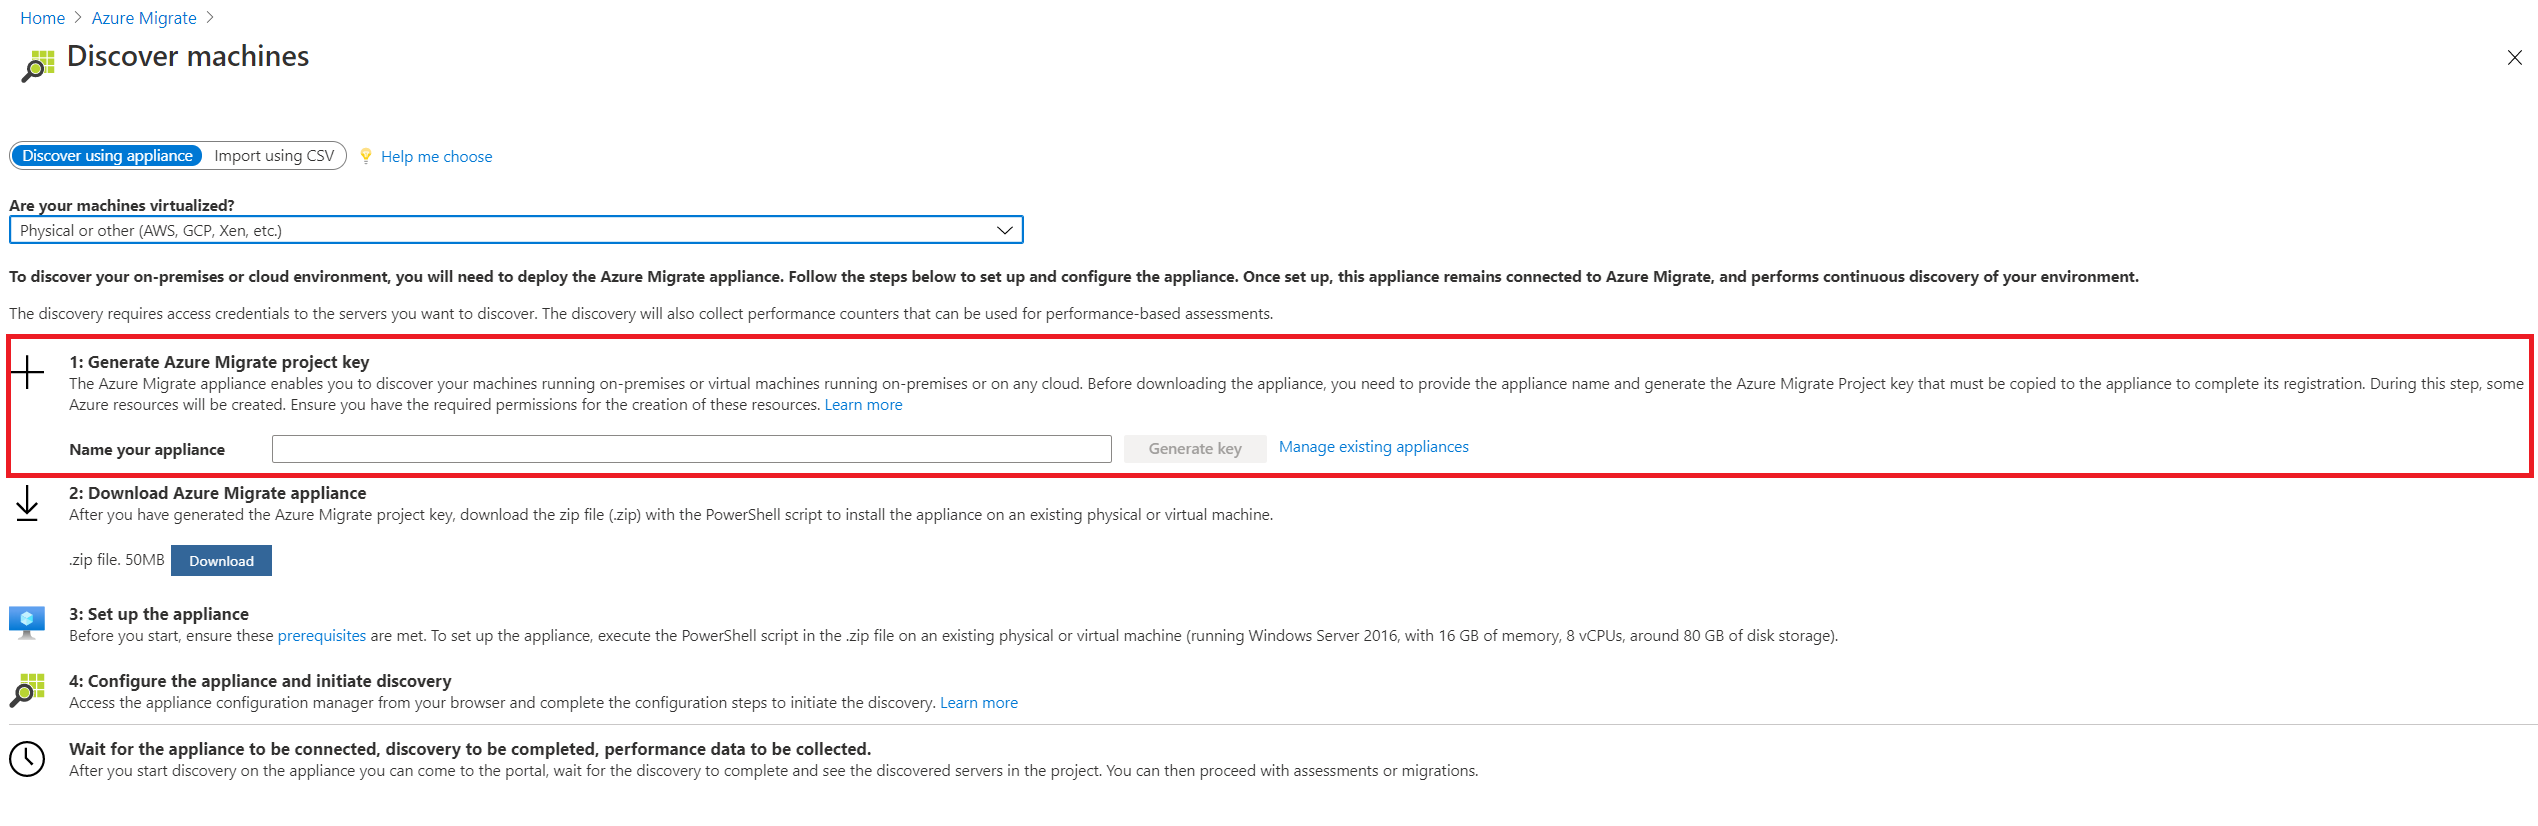 Home > Azure Migrate >
Discover machines
Discover using appliance Import using CSV Help me choose
Are your machines virtualized?
Physical or other (AWS, GCP, Xen, etc.)
To discover your on-premises or cloud environment, you will need to deploy the Azure Migrate appliance. Follow the steps below to set up and configure the appliance. Once set up, this appliance remains connected to Azure Migrate, and performs continuous discovery of your environment.
The discovery requires access credentials to the servers you want to discover. The discovery will also collect performance counters that can be used for performance-based assessments.
1: Generate Azure Migrate project key
The Azure Migrate appliance enables you to discover your machines running on-premises or virtual machines running on-premises or on any cloud. Before downloading the appliance, you need to provide the appliance name and generate the Azure Migrate Project key that must be copied to the appliance to complete its registration. During this step, some
Azure resources will be created. Ensure you have the required permissions for the creation of these resources. Learn more
Name your appliance Generate key Manage existing appliances
2: Download Azure Migrate appliance
After you have generated the Azure Migrate project key, download the zip file (.zip) with the PowerShell script to install the appliance on an existing physical or virtual machine.
.zip file. 50MB Download
3: Set up the appliance
Before you start, ensure these prerequisites are met. To set up the appliance, execute the PowerShell script in the .zip file on an existing physical or virtual machine (running Windows Server 2016, with 16 GB of memory, 8 vCPUs, around 80 GB of disk storage).
4: Configure the appliance and initiate discovery
Access the appliance configuration manager from your browser and complete the configuration steps to initiate the discovery. Learn more
Wait for the appliance to be connected, discovery to be completed, performance data to be collected.
After you start discovery on the appliance you can come to the portal, wait for the discovery to complete and see the discovered servers in the project. You can then proceed with assessments or migrations.